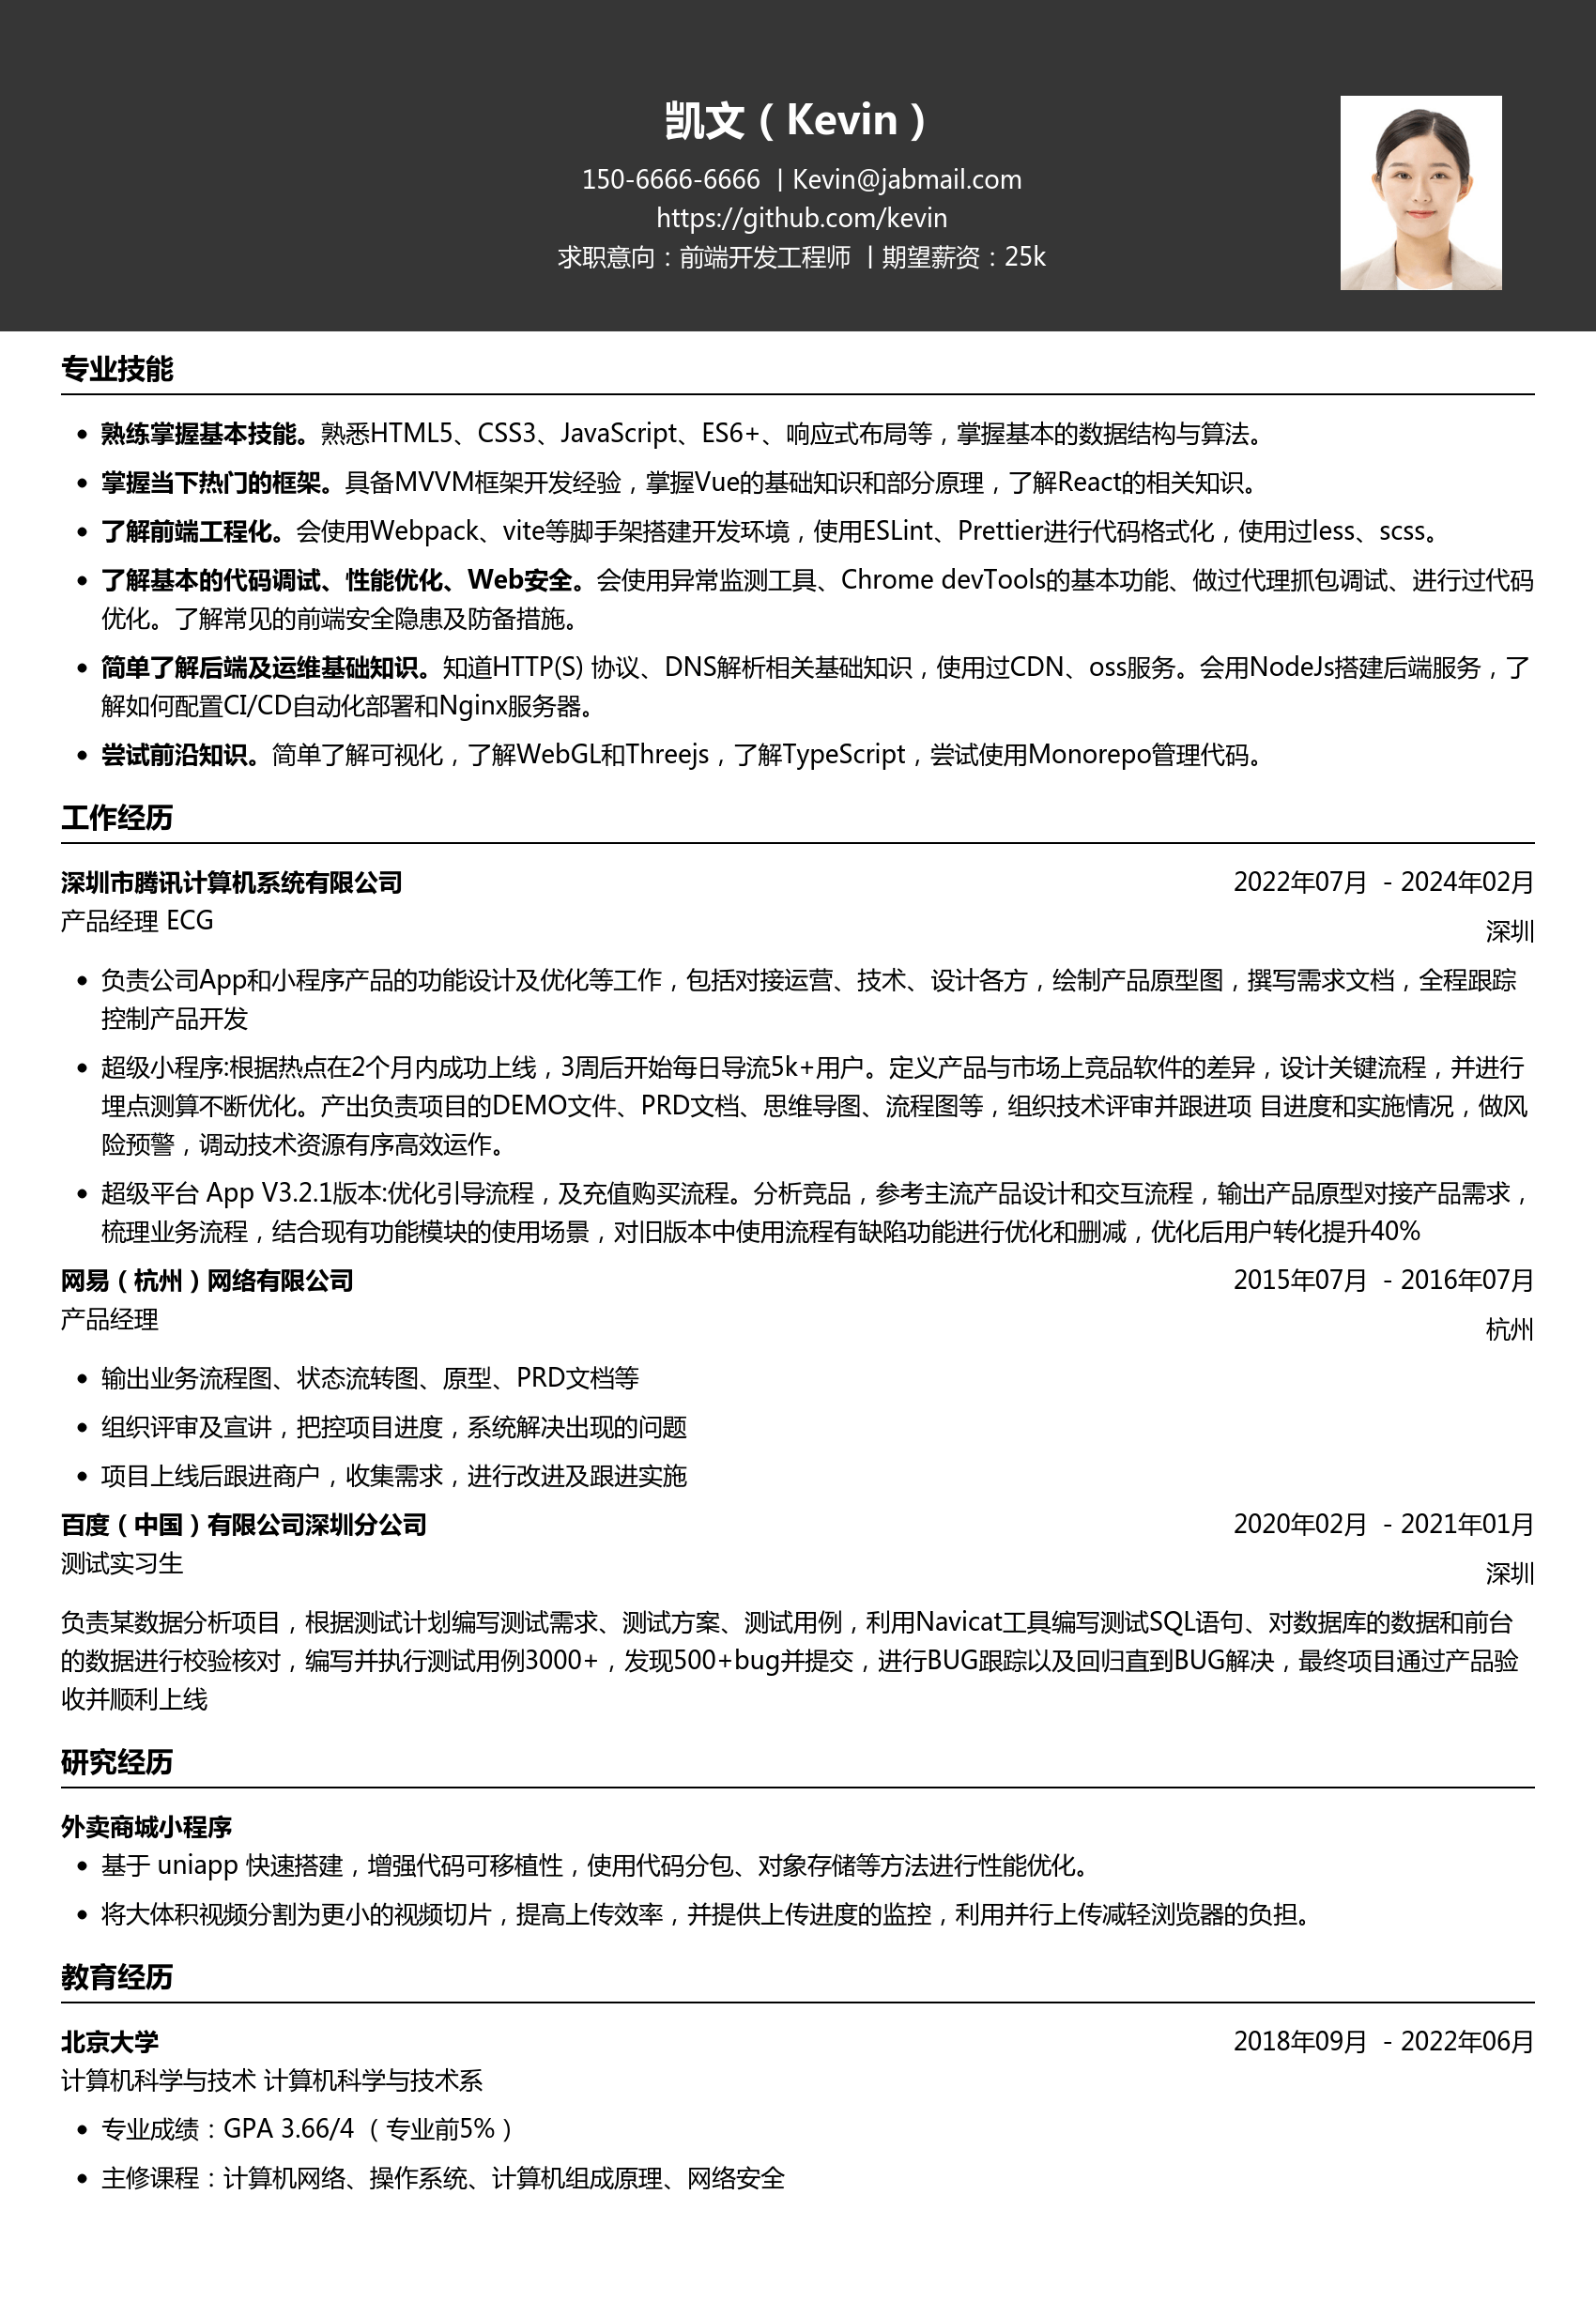 凯文（Kevin）
150-6666-6666 | Kevin@jabmail.com
https://github.com/kevin
求职意向：前端开发工程师 | 期望薪资：25k
专业技能
• 熟练掌握基本技能。熟悉HTML5、CSS3、JavaScript、ES6+、响应式布局等，掌握基本的数据结构与算法。
• 掌握当下热门的框架。具备MVVM框架开发经验，掌握Vue的基础知识和部分原理，了解React的相关知识。
• 了解前端工程化。会使用Webpack、vite等脚手架搭建开发环境，使用ESLint、Prettier进行代码格式化，使用过less、scss。
• 了解基本的代码调试、性能优化、Web安全。会使用异常监测工具、Chrome devTools的基本功能、做过代理抓包调试、进行过代码
优化。了解常见的前端安全隐患及防备措施。
• 简单了解后端及运维基础知识。知道HTTP(S) 协议、DNS解析相关基础知识，使用过CDN、oss服务。会用NodeJs搭建后端服务，了
解如何配置CI/CD自动化部署和Nginx服务器。
• 尝试前沿知识。简单了解可视化，了解WebGL和Threejs，了解TypeScript，尝试使用Monorepo管理代码。
工作经历
深圳市腾讯计算机系统有限公司 2022年07月 - 2024年02月
产品经理 ECG 深圳
• 负责公司App和小程序产品的功能设计及优化等工作，包括对接运营、技术、设计各方，绘制产品原型图，撰写需求文档，全程跟踪
控制产品开发
• 超级小程序:根据热点在2个月内成功上线，3周后开始每日导流5k+用户。定义产品与市场上竞品软件的差异，设计关键流程，并进行
埋点测算不断优化。产出负责项目的DEMO文件、PRD文档、思维导图、流程图等，组织技术评审并跟进项 目进度和实施情况，做风
险预警，调动技术资源有序高效运作。
• 超级平台 App V3.2.1版本:优化引导流程，及充值购买流程。分析竞品，参考主流产品设计和交互流程，输出产品原型对接产品需求，
梳理业务流程，结合现有功能模块的使用场景，对旧版本中使用流程有缺陷功能进行优化和删减，优化后用户转化提升40%
网易（杭州）网络有限公司 2015年07月 - 2016年07月
产品经理 杭州
• 输出业务流程图、状态流转图、原型、PRD文档等
• 组织评审及宣讲，把控项目进度，系统解决出现的问题
• 项目上线后跟进商户，收集需求，进行改进及跟进实施
百度（中国）有限公司深圳分公司 2020年02月 - 2021年01月
测试实习生 深圳
负责某数据分析项目，根据测试计划编写测试需求、测试方案、测试用例，利用Navicat工具编写测试SQL语句、对数据库的数据和前台
的数据进行校验核对，编写并执行测试用例3000+，发现500+bug并提交，进行BUG跟踪以及回归直到BUG解决，最终项目通过产品验
收并顺利上线
研究经历
外卖商城小程序
• 基于 uniapp 快速搭建，增强代码可移植性，使用代码分包、对象存储等方法进行性能优化。
• 将大体积视频分割为更小的视频切片，提高上传效率，并提供上传进度的监控，利用并行上传减轻浏览器的负担。
教育经历
北京大学 2018年09月 - 2022年06月
计算机科学与技术 计算机科学与技术系
• 专业成绩：GPA 3.66/4 （专业前5%）
• 主修课程：计算机网络、操作系统、计算机组成原理、网络安全